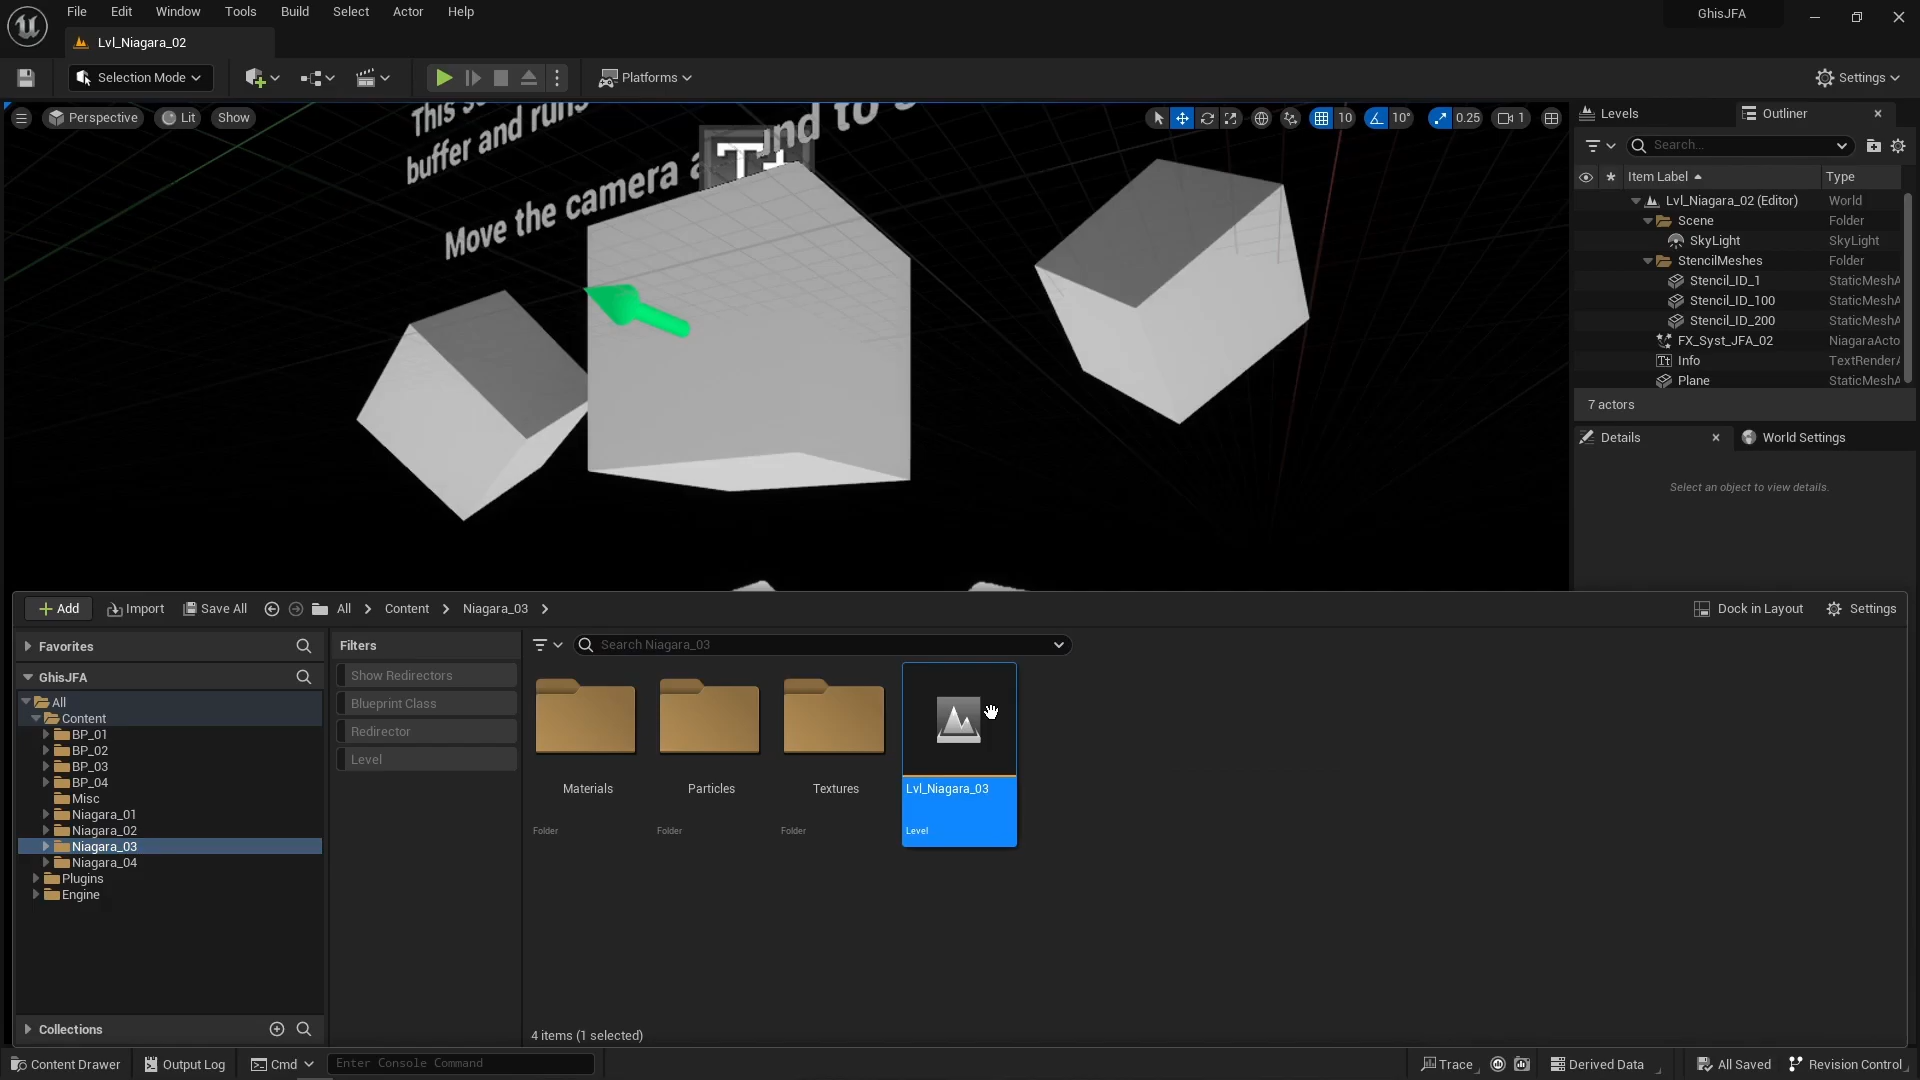 File Edit Window Tools Build Select Actor Help
GhisJFA
Lvl_Niagara_02
Selection Mode
Platforms
Settings
Perspective
Lit
Show
10
10°
0.25
1
buffer and runs
Move the camera
nd to
Levels
Outliner
Search...
Item Label
Type
Lvl_Niagara_02 (Editor) World
Scene Folder
SkyLight SkyLight
StencilMeshes Folder
Stencil_ID_1 StaticMeshA
Stencil_ID_100 StaticMeshA
Stencil_ID_200 StaticMeshA
FX_Syst_JFA_02 NiagaraActo
Info TextRenderA
Plane StaticMeshA
7 actors
Details
World Settings
Select an object to view details.
Add
Import
Save All
All
Content
Niagara_03
Dock in Layout
Settings
Favorites
GhisJFA
All
Content
BP_01
BP_02
BP_03
BP_04
Misc
Niagara_01
Niagara_02
Niagara_03
Niagara_04
Plugins
Engine
Collections
Filters
Show Redirectors
Blueprint Class
Redirector
Level
Search Niagara_03
Materials
Folder
Particles
Folder
Textures
Folder
Lvl_Niagara_03
Level
4 items (1 selected)
Content Drawer
Output Log
Cmd
Enter Console Command
Trace
Derived Data
All Saved
Revision Control